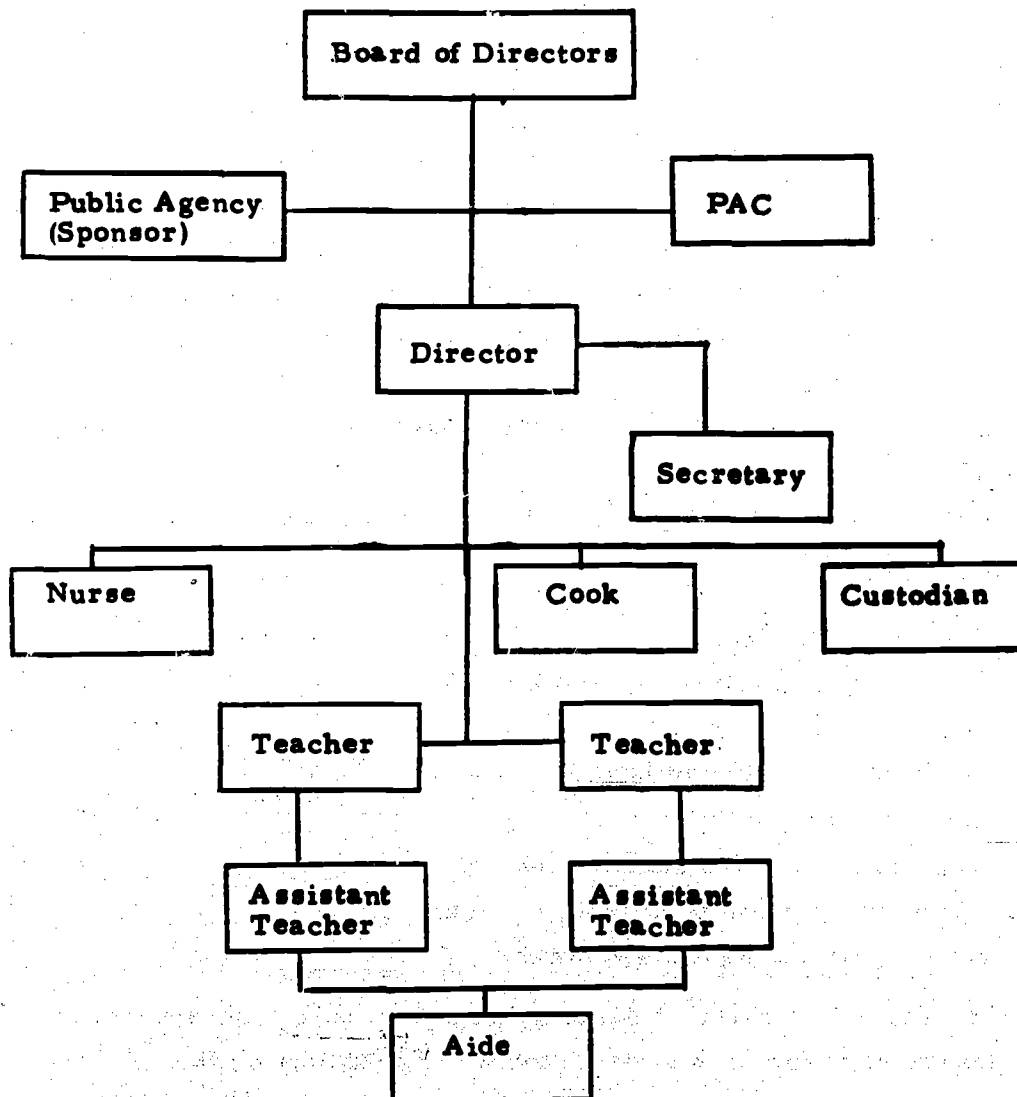 Board of Directors
Public Agency
(Sponsor)
PAC
Director
Secretary
Nurse
Cook
Custodian
Teacher
Teacher
Assistant
Teacher
Assistant
Teacher
Aide